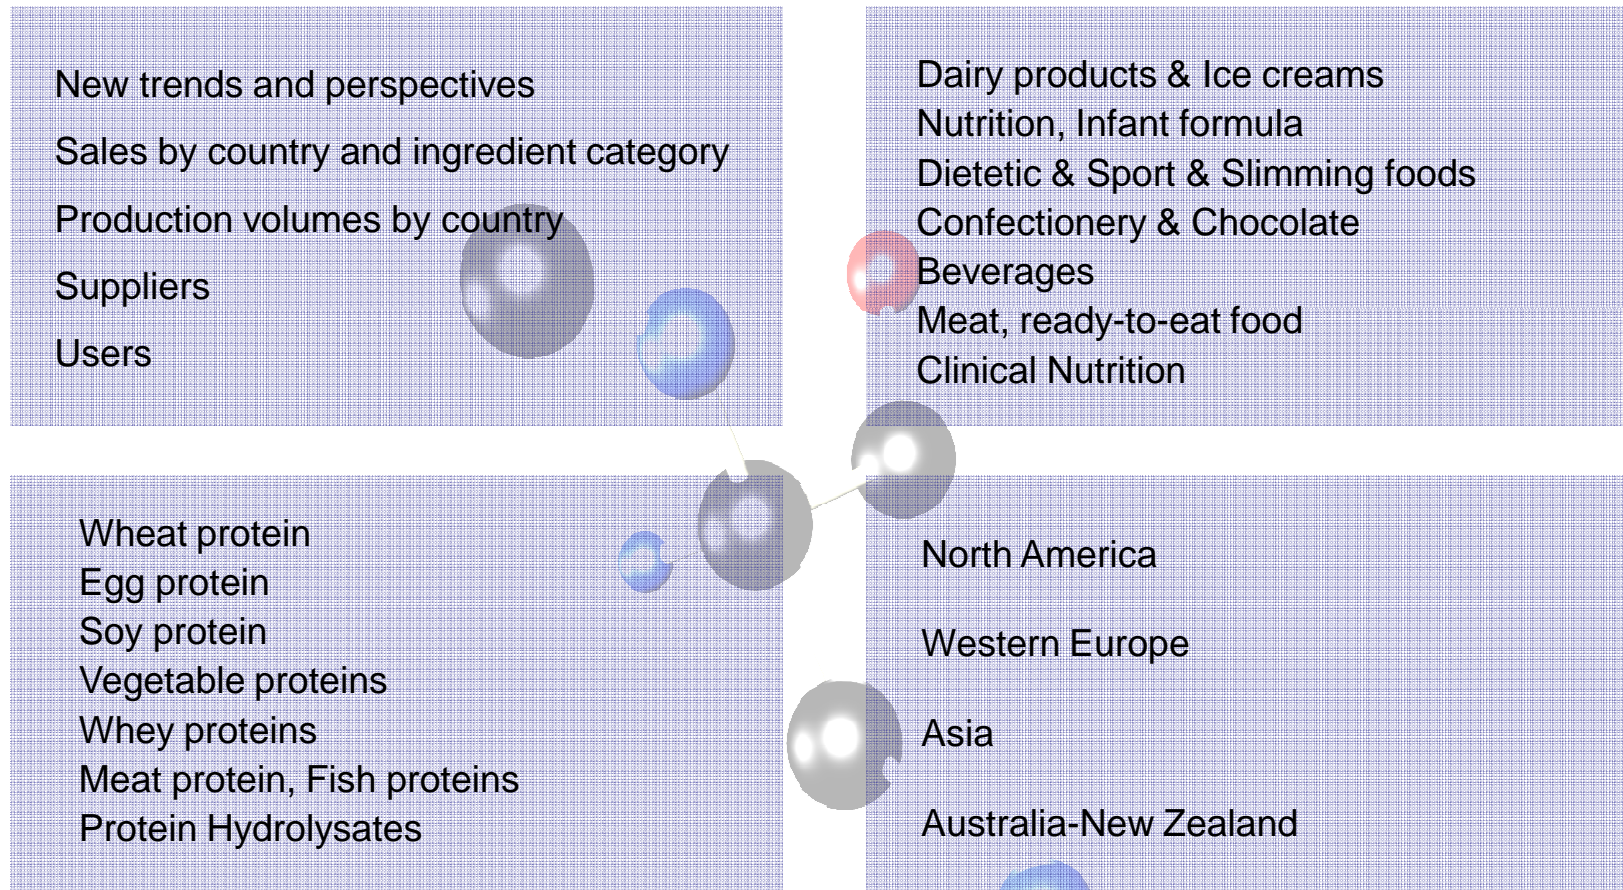 New trends and perspectives
Sales by country and ingredient category
Production volumes by country
Suppliers
Users
Dairy products & Ice creams
Nutrition, Infant formula
Dietetic & Sport & Slimming foods
Confectionery & Chocolate
Beverages
Meat, ready-to-eat food
Clinical Nutrition
Wheat protein
Egg protein
Soy protein
Vegetable proteins
Whey proteins
Meat protein, Fish proteins
Protein Hydrolysates
North America
Western Europe
Asia
Australia-New Zealand